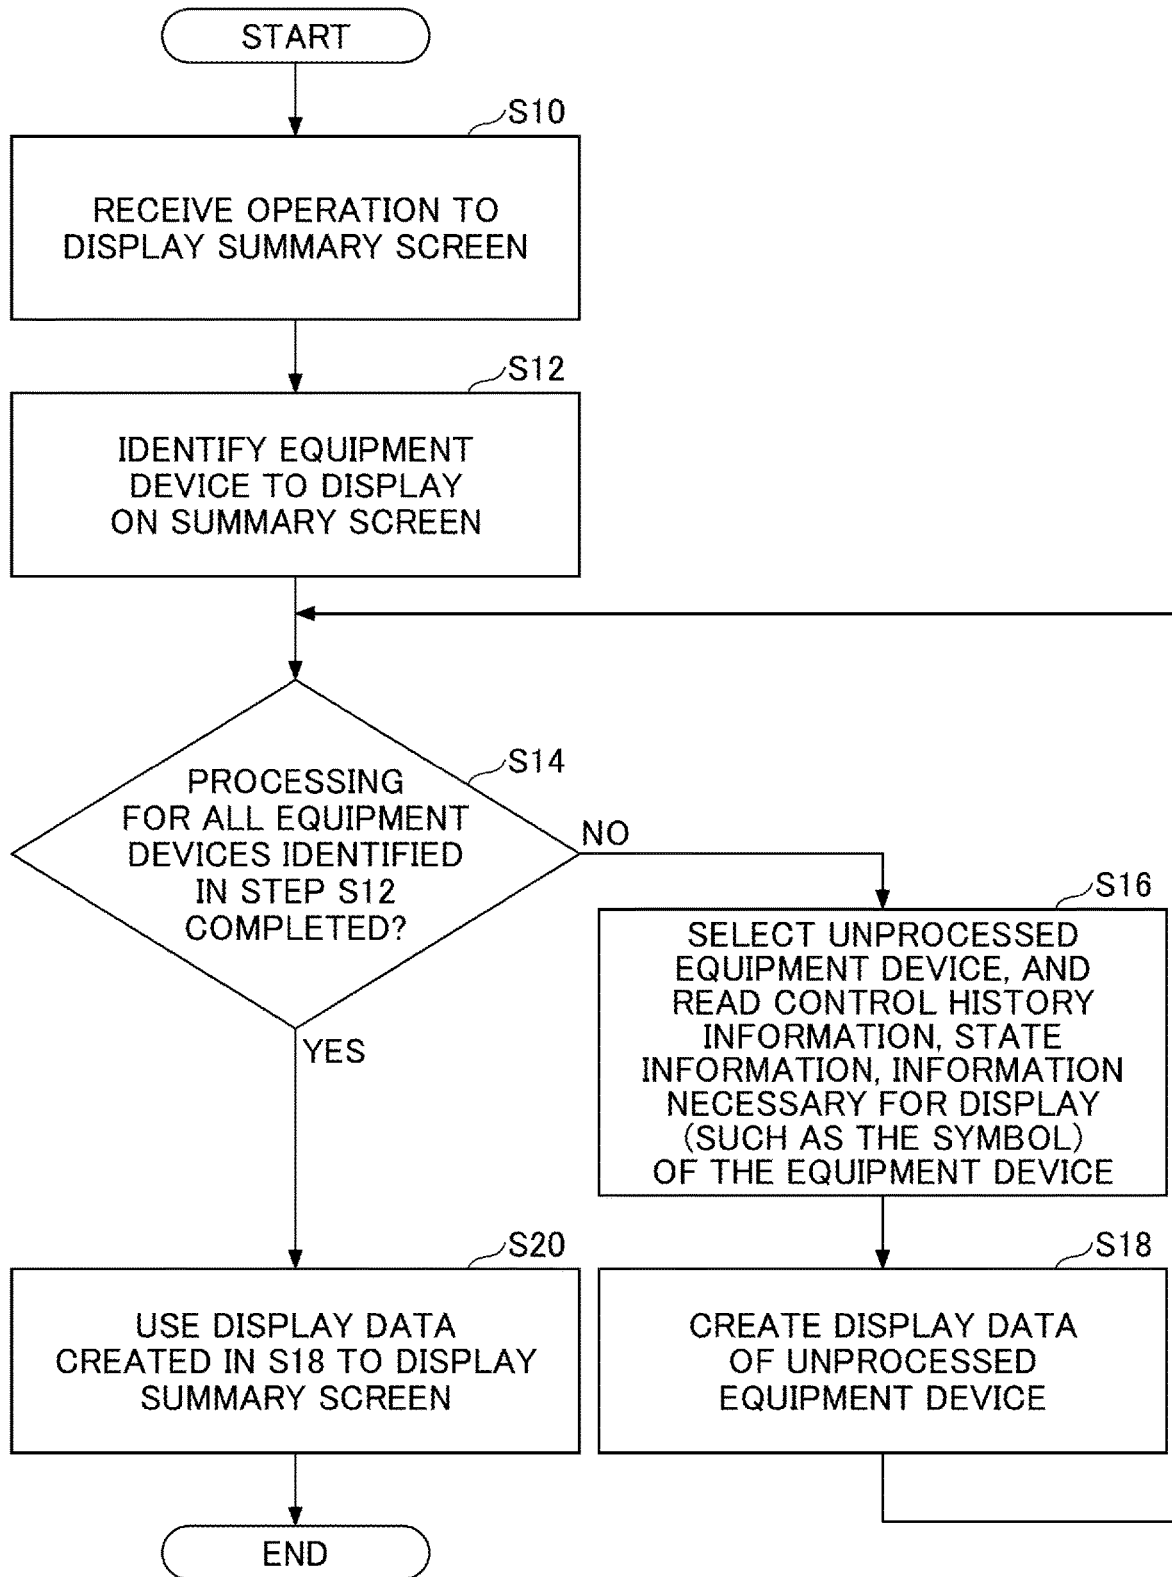 START
S10
RECEIVE OPERATION TO
DISPLAY SUMMARY SCREEN
S12
IDENTIFY EQUIPMENT
DEVICE TO DISPLAY
ON SUMMARY SCREEN
S14
PROCESSING
FOR ALL EQUIPMENT
DEVICES IDENTIFIED
IN STEP S12
COMPLETED?
NO
YES
S16
SELECT UNPROCESSED
EQUIPMENT DEVICE, AND
READ CONTROL HISTORY
INFORMATION, STATE
INFORMATION, INFORMATION
NECESSARY FOR DISPLAY
(SUCH AS THE SYMBOL)
OF THE EQUIPMENT DEVICE
S18
CREATE DISPLAY DATA
OF UNPROCESSED
EQUIPMENT DEVICE
S20
USE DISPLAY DATA
CREATED IN S18 TO DISPLAY
SUMMARY SCREEN
END